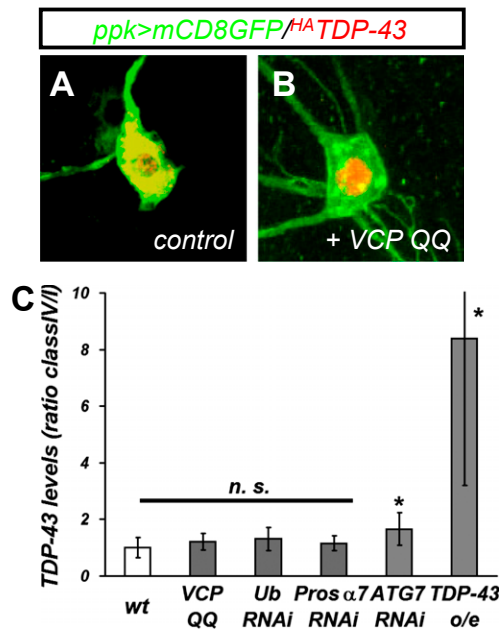 ppk>mCD8GFP/HATDP-43
A
control
B
+ VCP QQ
C
TDP-43 levels (ratio classIV/I)
10
8
6
4
2
0
n. s.
*
*
wt
VCP QQ
Ub RNAi
Pros α7 RNAi
ATG7 RNAi
TDP-43 o/e